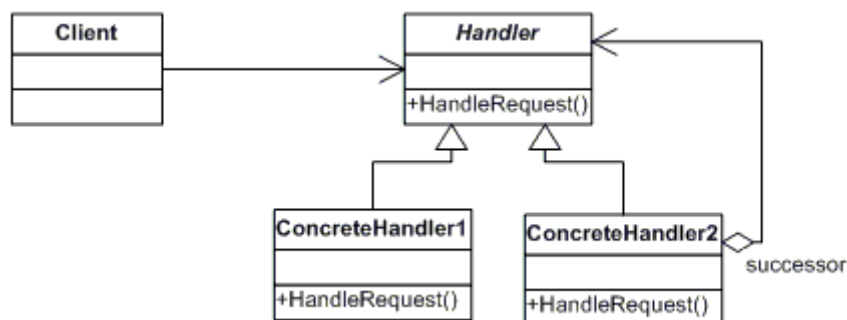 Client
Handler
+HandleRequest()
ConcreteHandler1
+HandleRequest()
ConcreteHandler2
+HandleRequest()
successor